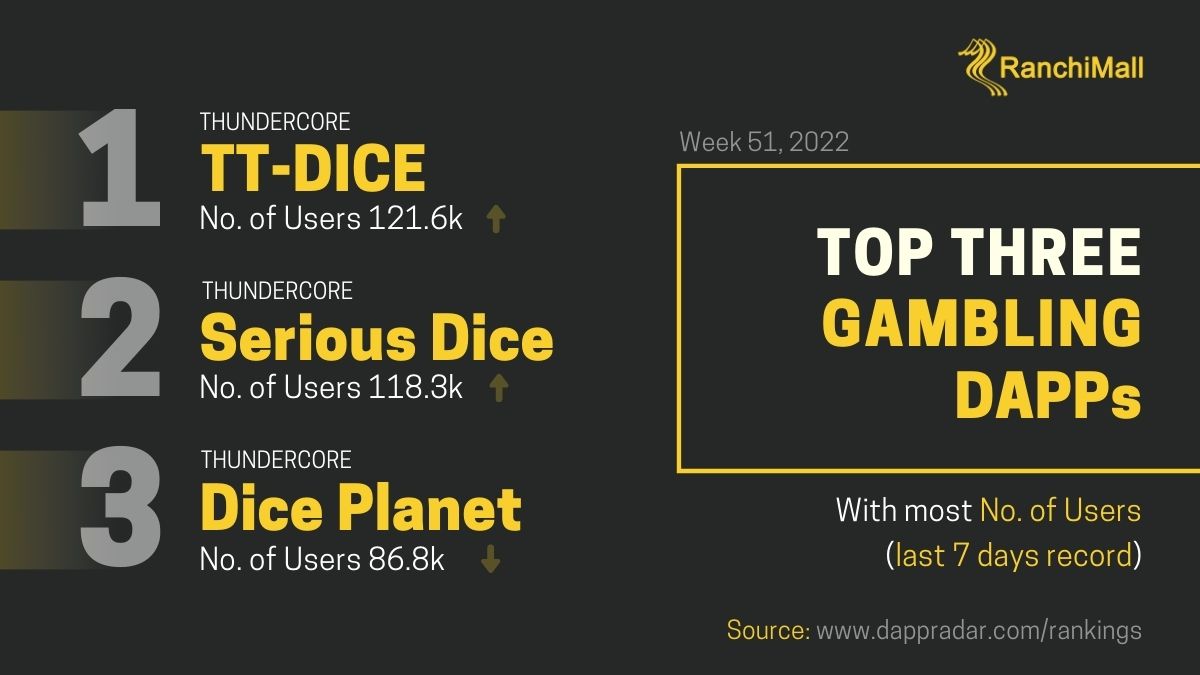 RanchiMall
1
THUNDERCORE
TT-DICE
No. of Users 121.6k
2
THUNDERCORE
Serious Dice
No. of Users 118.3k
3
THUNDERCORE
Dice Planet
No. of Users 86.8k
Week 51, 2022
TOP THREE
GAMBLING
DAPPs
With most No. of Users
(last 7 days record)
Source: www.dappradar.com/rankings